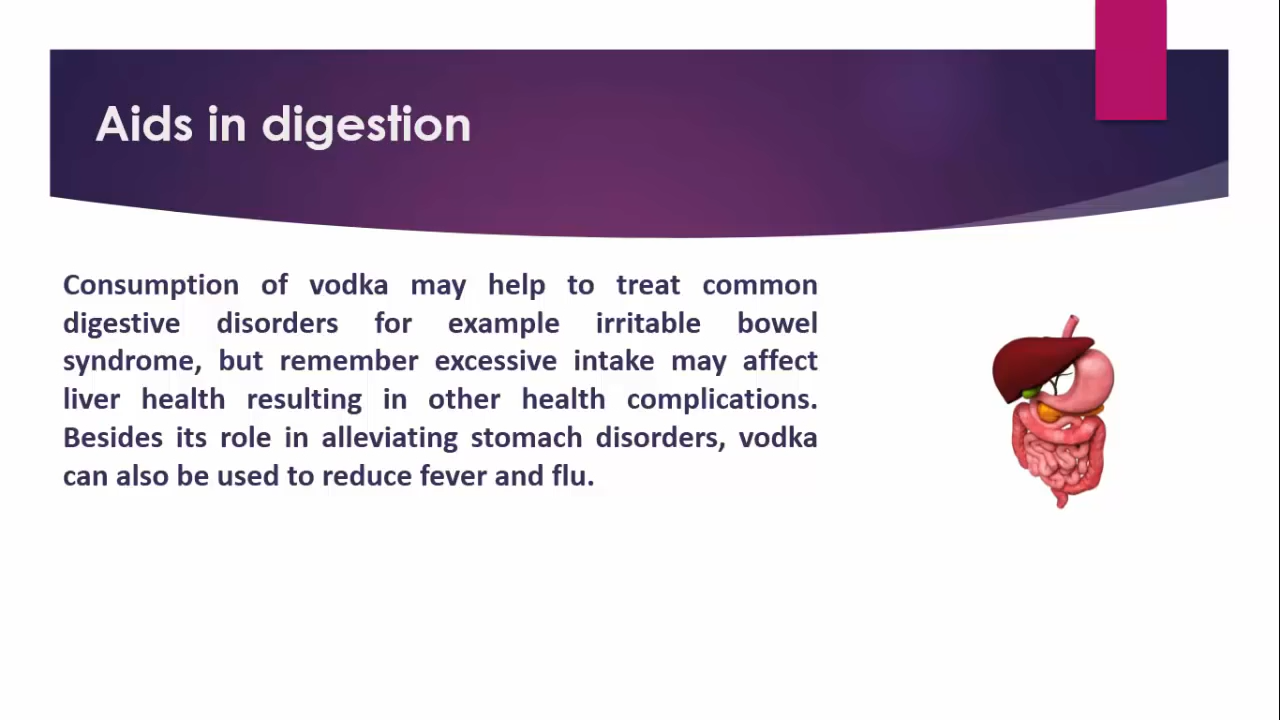 Aids in digestion
Consumption of vodka may help to treat common
digestive disorders for example irritable bowel
syndrome, but remember excessive intake may affect
liver health resulting in other health complications.
Besides its role in alleviating stomach disorders, vodka
can also be used to reduce fever and flu.